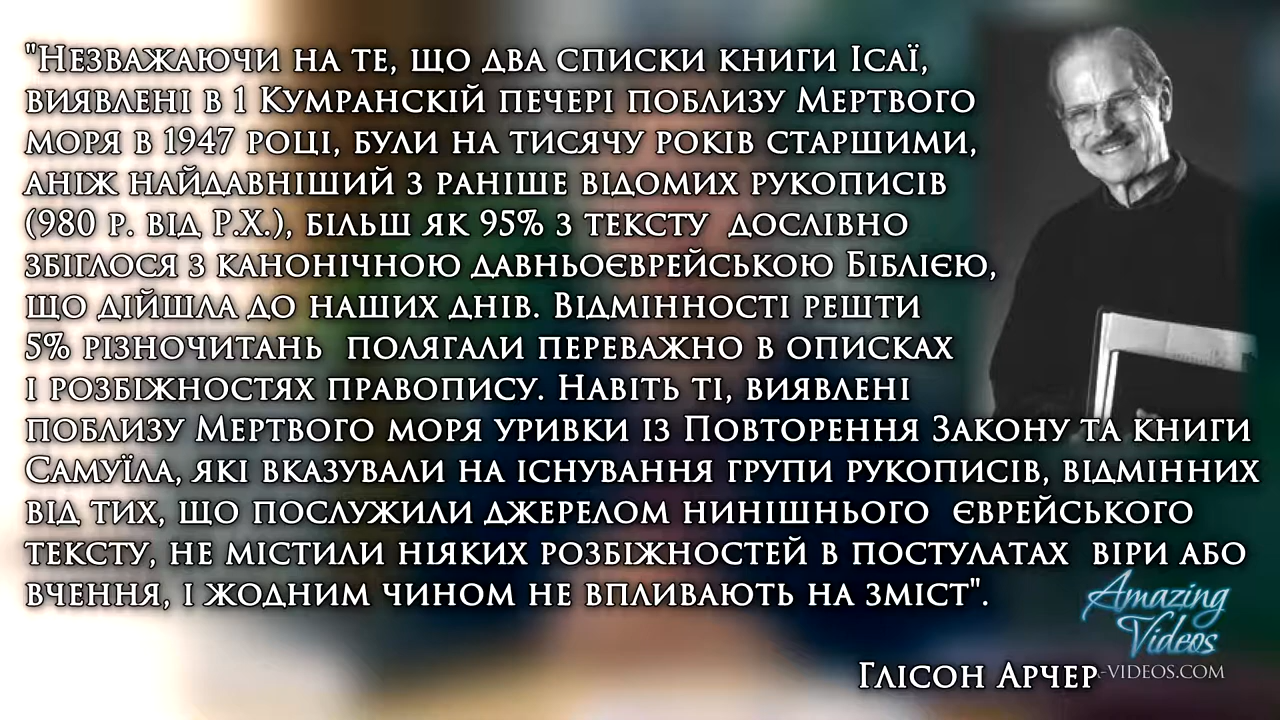 "Незважаючи на те, що два списки книги Ісаї,
виявлені в 1 Кумранскій печері поблизу Мертвого
моря в 1947 році, були на тисячу років старшими,
аніж найдавніший з раніше відомих рукописів
(980 р. від Р.Х.), більш як 95% з тексту дослівно
збіглося з канонічною давньоєврейською Біблією,
що дійшла до наших днів. Відмінності решти
5% різночитань полягали переважно в описках
і розбіжностях правопису. Навіть ті, виявлені
поблизу Мертвого моря уривки із Повторення Закону та книги
Самуїла, які вказували на існування групи рукописів, відмінних
від тих, що послужили джерелом нинішнього єврейського
тексту, не містили ніяких розбіжностей в постулатах віри або
вчення, і жодним чином не впливають на зміст".
Amazing
Videos
-VIDEOS.COM
Глісон Арчер